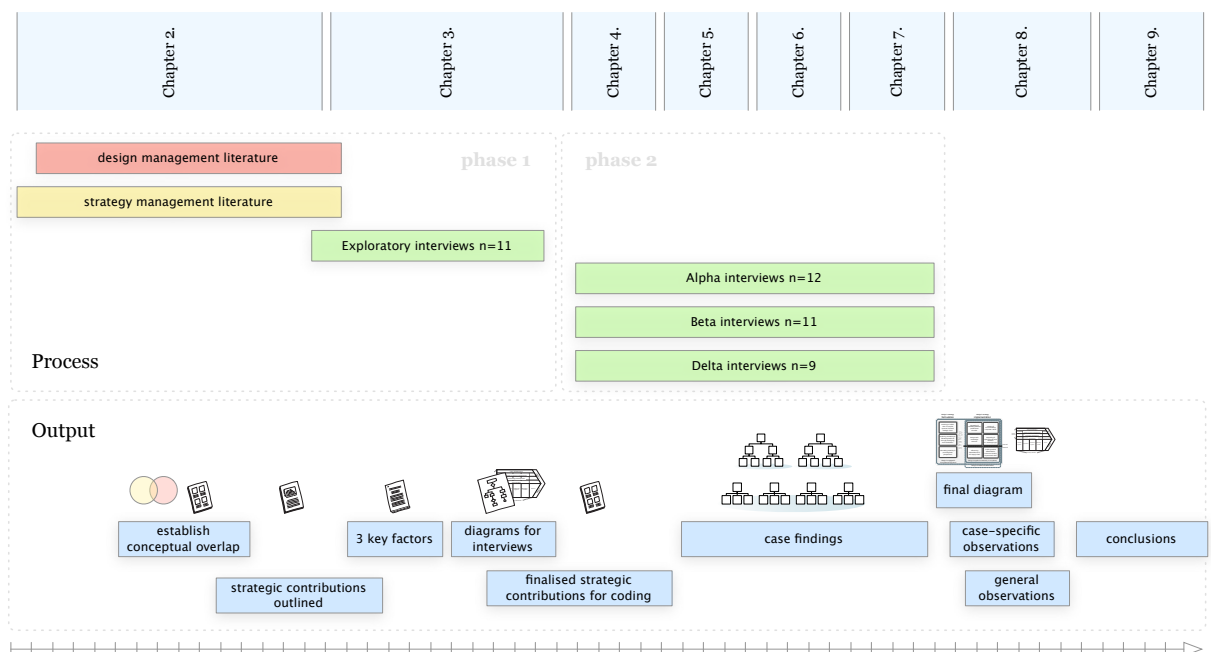 Chapter 2.
Chapter 3.
Chapter 4.
Chapter 5.
Chapter 6.
Chapter 7.
Chapter 8.
Chapter 9.
phase 1
phase 2
design management literature
strategy management literature
Exploratory interviews n=11
Alpha interviews n=12
Beta interviews n=11
Delta interviews n=9
Process
Output
final diagram
establish
conceptual overlap
3 key factors
diagrams for
interviews
case findings
case-specific
observations
conclusions
strategic contributions
outlined
finalised strategic
contributions for coding
general
observations